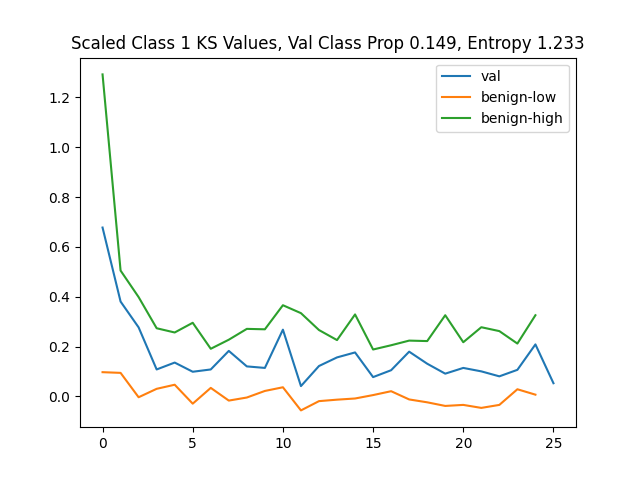 Scaled Class 1 KS Values, Val Class Prop 0.149, Entropy 1.233
val
benign-low
benign-high
1.2
1.0
0.8
0.6
0.4
0.2
0.0
0 5 10 15 20 25